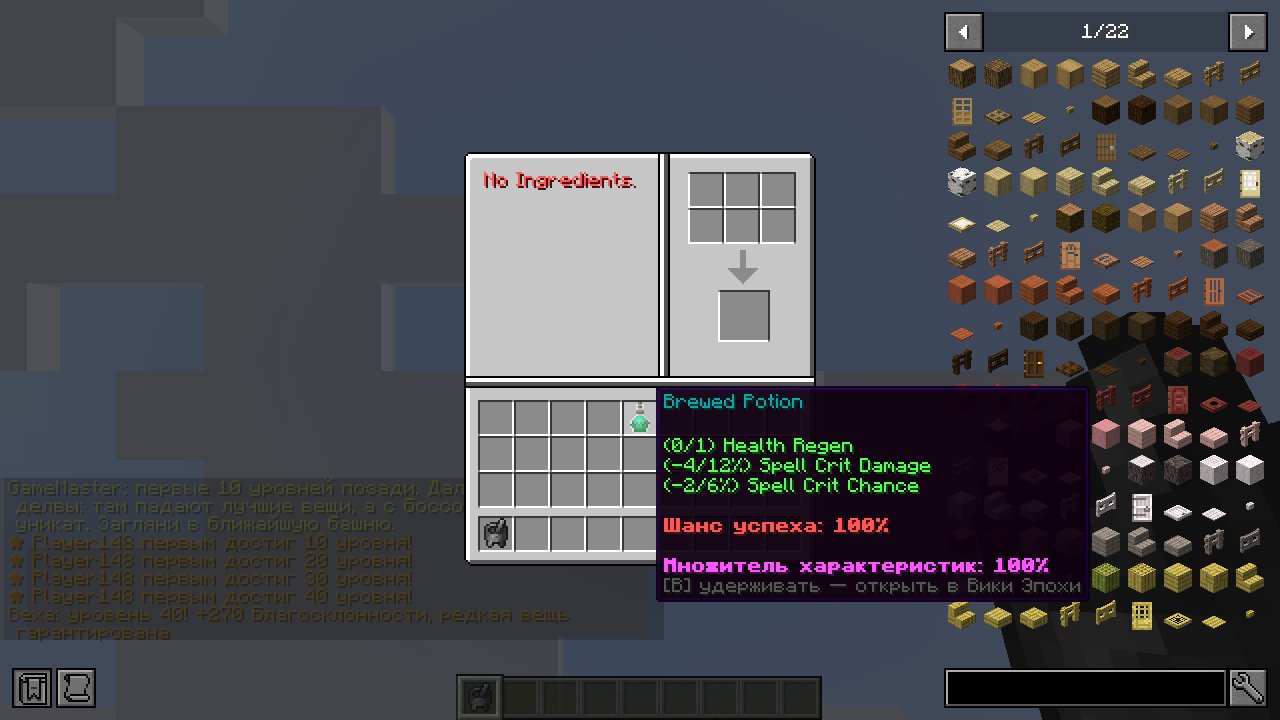 1/22
No Ingredients.
Brewed Potion
(0/1) Health Regen
(-4/12%) Spell Crit Damage
(-2/6%) Spell Crit Chance
Шанс успеха: 100%
Множитель характеристик: 100%
[B] удерживать — открыть в Вики Эпохи
GameMaster: первые 10 уровней позади.
делвы: там падают лучшие вещи, а с
уникат. Загляни в ближайшую башню.
★ Player148 первым достиг 10 уровня!
★ Player148 первым достиг 20 уровня!
★ Player148 первым достиг 30 уровня!
★ Player148 первым достиг 40 уровня!
Веха: уровень 40! +270 Благосклонности, редкая вещь
гарантирована